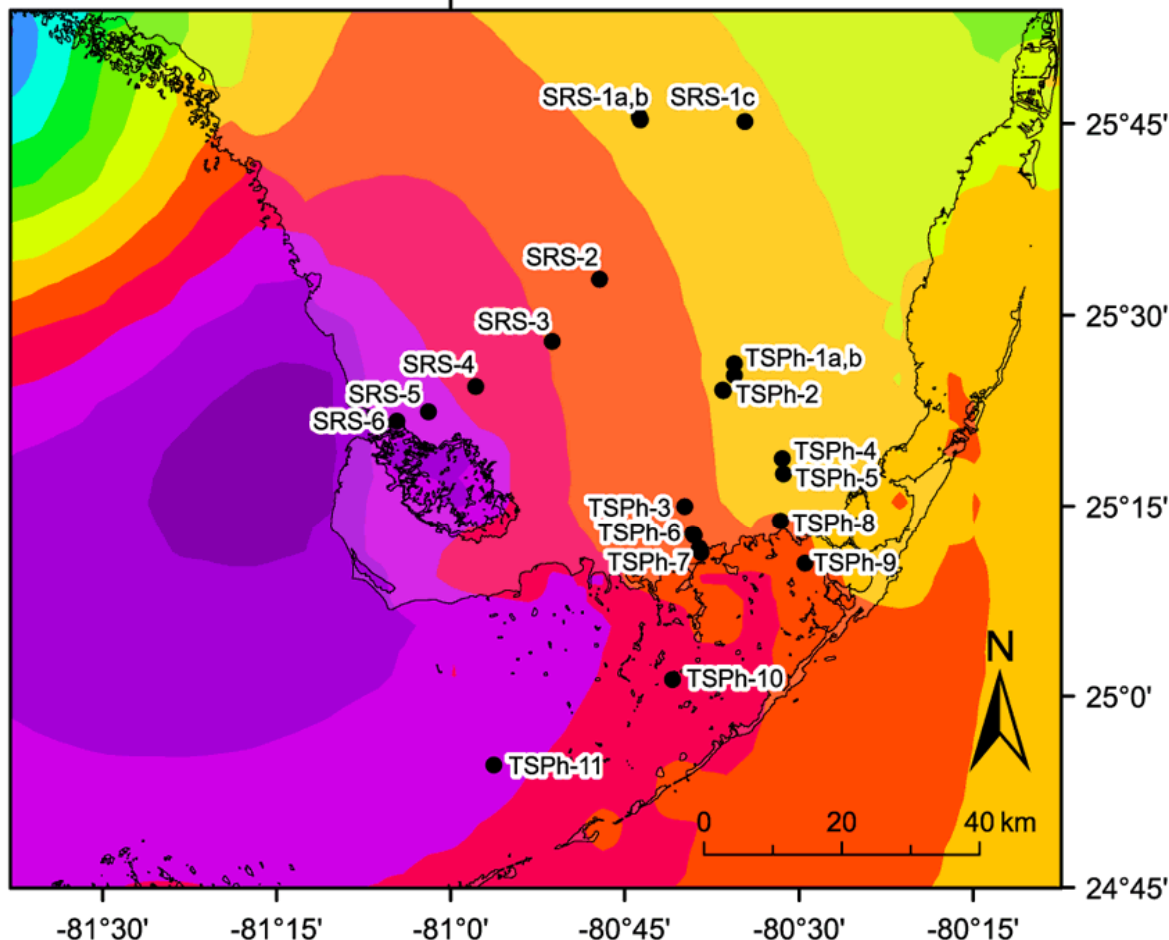 SRS-1a,b SRS-1c
25°45'
SRS-2
25°30'
SRS-3
TSPh-1a,b
SRS-4
TSPh-2
SRS-5
SRS-6
TSPh-4
TSPh-5
25°15'
TSPh-3
TSPh-8
TSPh-6
TSPh-7
TSPh-9
N
TSPh-10
25°0'
TSPh-11
0 20 40 km
24°45'
-81°30' -81°15' -81°0' -80°45' -80°30' -80°15'